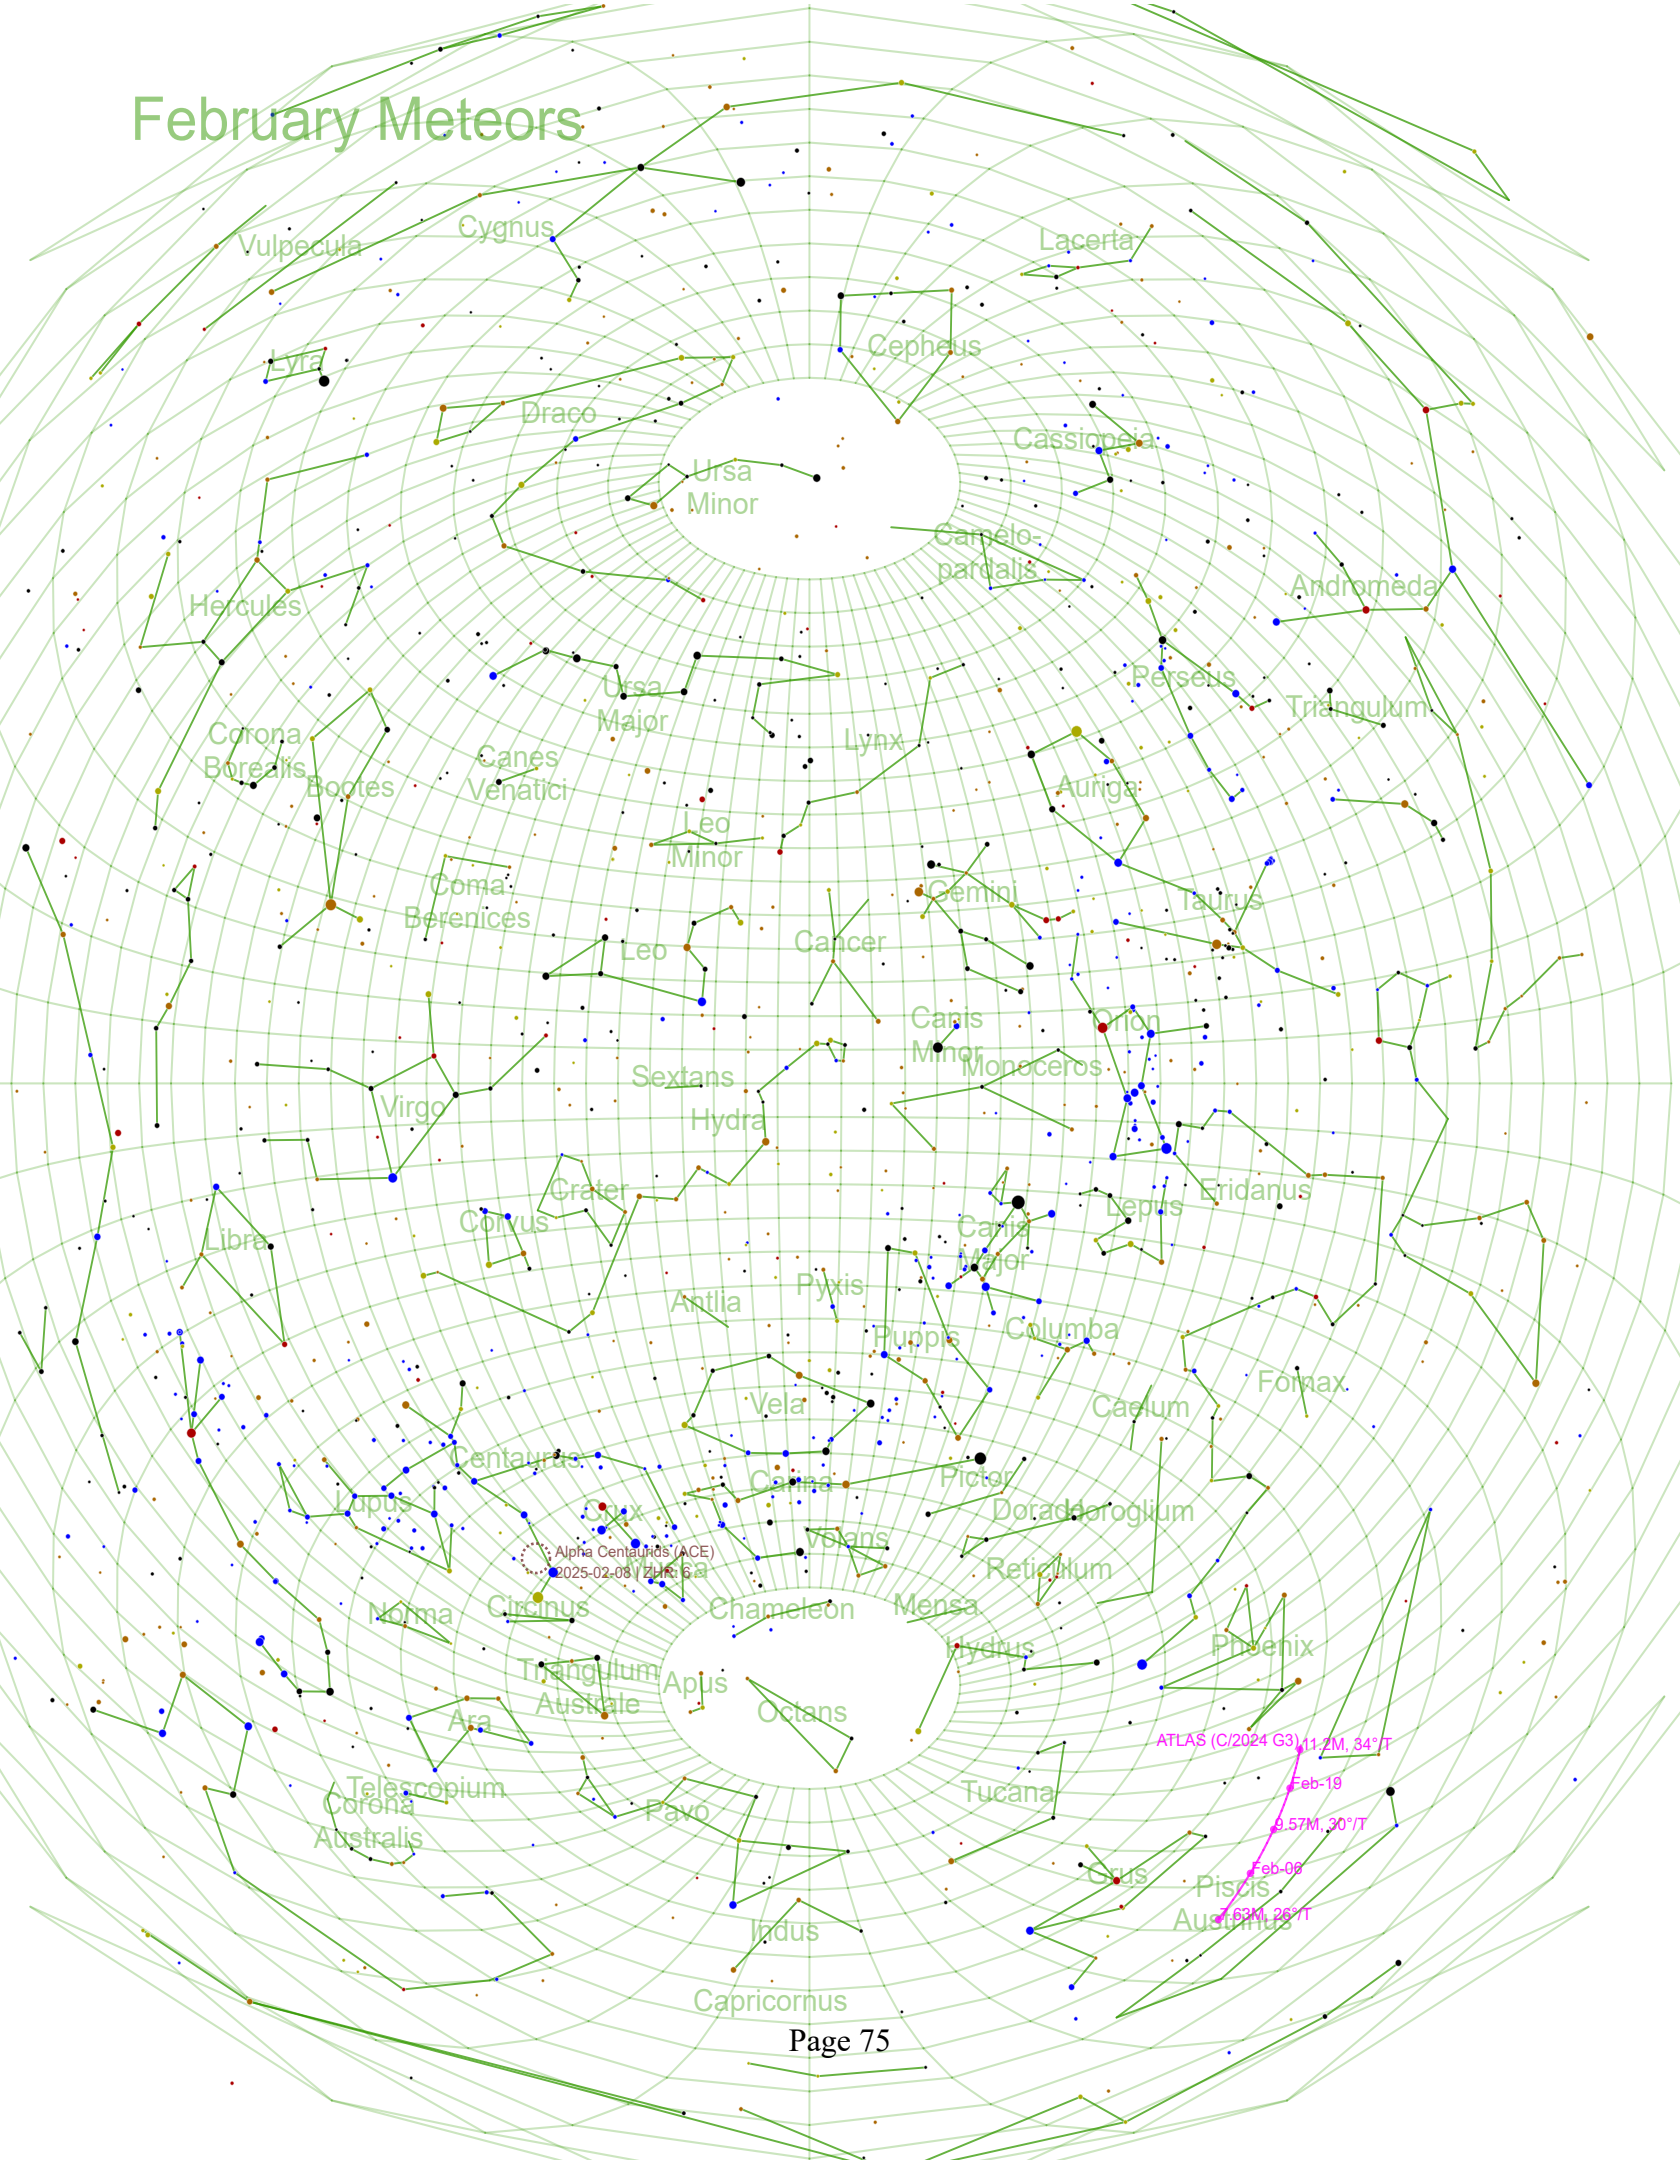 February Meteors
Cygnus
Vulpecula
Lacerta
Cepheus
Lyra
Draco
Cassiopeia
Ursa
Minor
Camelo-
pardalis
Andromeda
Hercules
Perseus
Ursa
Major
Triangulum
Corona
Borealis
Lynx
Canes
Venatici
Bootes
Auriga
Leo
Minor
Coma
Berenices
Gemini
Taurus
Leo
Cancer
Canis
Minor
Orion
Monoceros
Sextans
Virgo
Hydra
Crater
Eridanus
Lepus
Corvus
Canis
Major
Libra
Pyxis
Antlia
Puppis
Columba
Fornax
Vela
Caelum
Centaurus
Carina
Pictor
Lupus
Crux
Dorado
Horoglium
Volans
Alpha Centaurids (ACE)
2025-02-08 | ZHR: 6
Musca
Reticulum
Norma
Circinus
Chameleon
Mensa
Hydrus
Phoenix
Triangulum
Australe
Apus
Octans
Ara
ATLAS (C/2024 G3)
11.2M, 34°/T
Feb-19
Telescopium
Corona
Australis
Pavo
Tucana
9.57M, 30°/T
Feb-06
Grus
Piscis
Austrinus
7.63M, 26°/T
Indus
Capricornus
Page 75